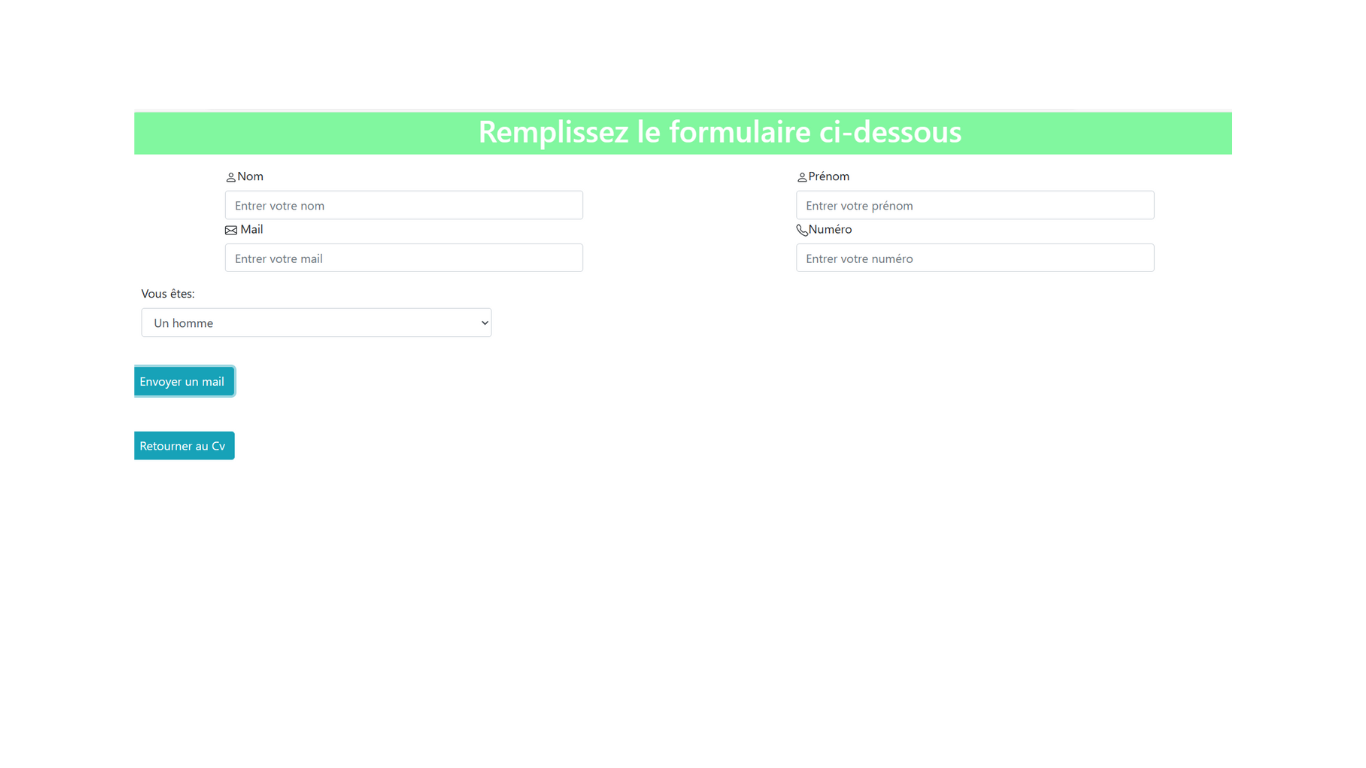 Remplissez le formulaire ci-dessous
Nom
Prénom
Entrer votre nom
Entrer votre prénom
Mail
Numéro
Entrer votre mail
Entrer votre numéro
Vous êtes:
Un homme
Envoyer un mail
Retourner au Cv